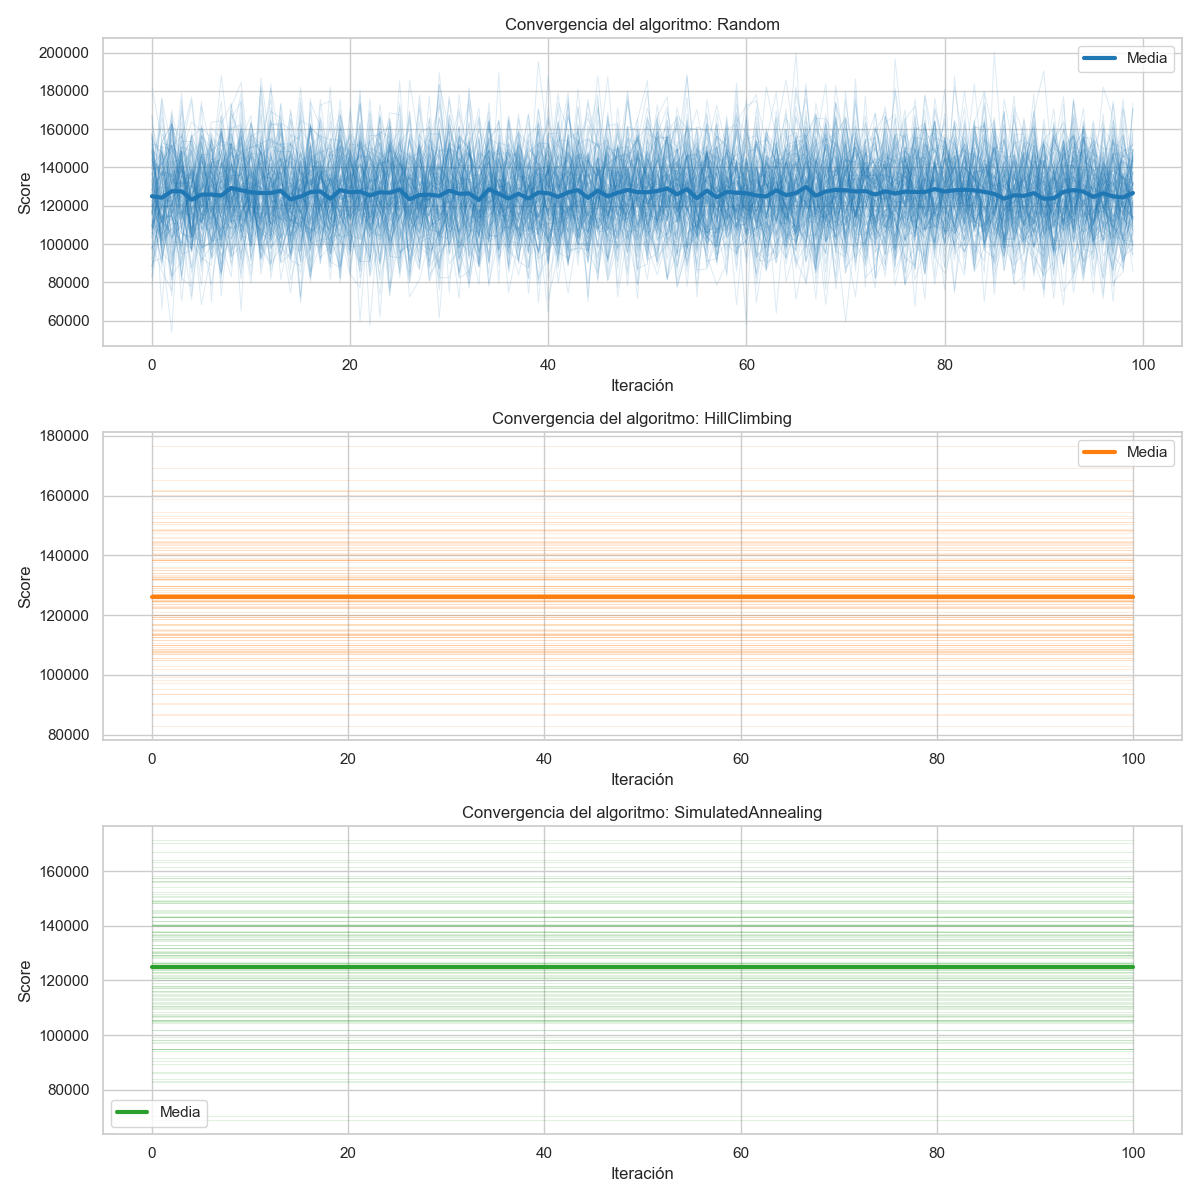 Convergencia del algoritmo: Random
200000
180000
160000
140000
120000
100000
80000
60000
Score
Media
0 20 40 60 80 100
Iteración
Convergencia del algoritmo: HillClimbing
180000
160000
140000
120000
100000
80000
Score
Media
0 20 40 60 80 100
Iteración
Convergencia del algoritmo: SimulatedAnnealing
160000
140000
120000
100000
80000
Score
Media
0 20 40 60 80 100
Iteración